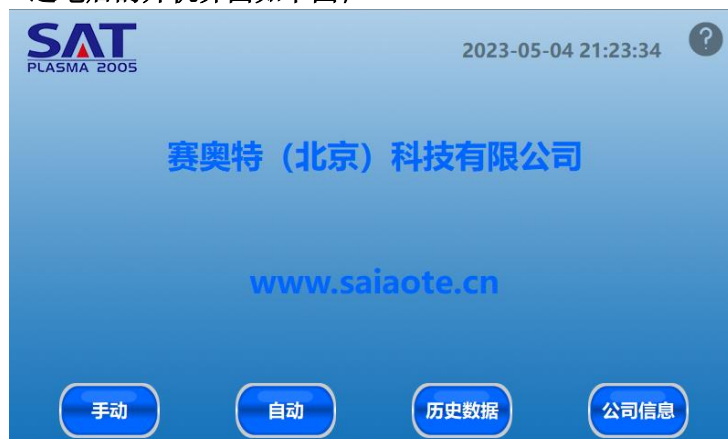 SAT
PLASMA 2005
2023-05-04 21:23:34
?
赛奥特（北京）科技有限公司
www.saiaote.cn
手动
自动
历史数据
公司信息